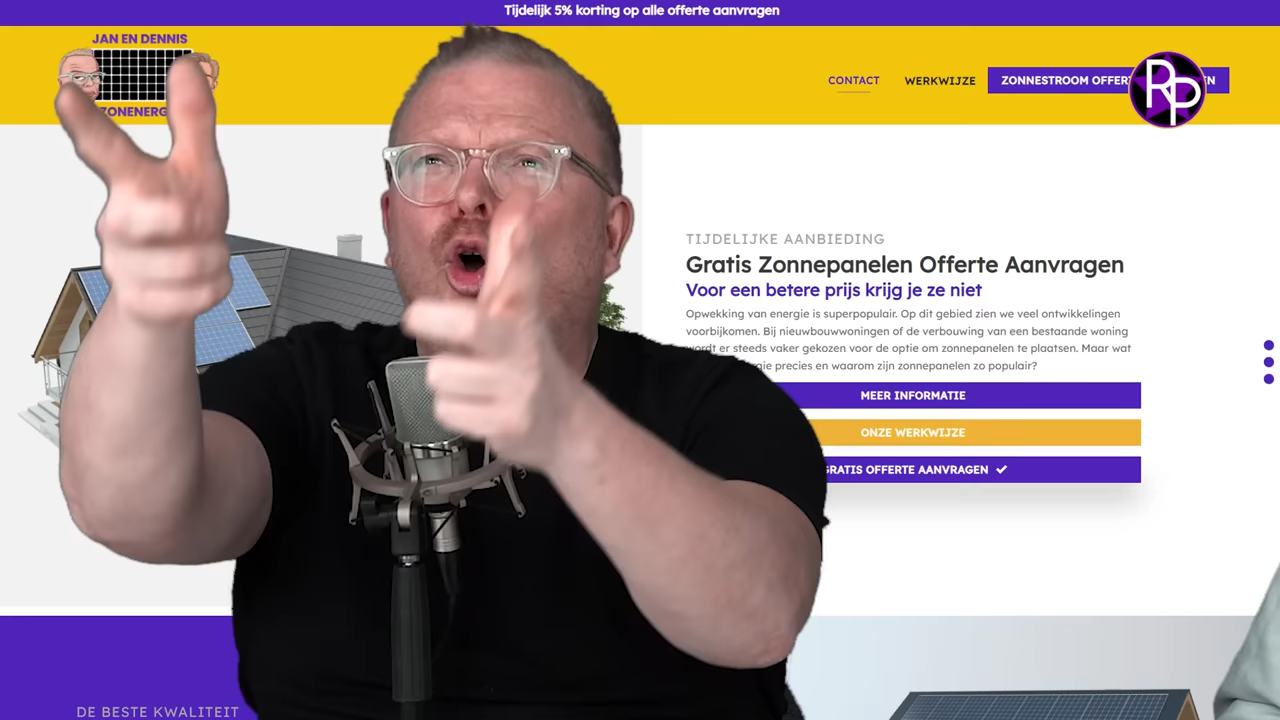 Tijdelijk 5% korting op alle offerte aanvragen
JAN EN DENNIS
CONTACT
WERKWIJZE
ZONNESTROOM
RP
TIJDELIJKE AANBIEDING
Gratis Zonnepanelen Offerte Aanvragen
Voor een betere prijs krijg je ze niet
Opwekking van energie is superpopulair. Op dit gebied zien we veel ontwikkelingen
voorbijkomen. Bij nieuwbouwwoningen of de verbouwing van een bestaande woning
wordt er steeds vaker gekozen voor de optie om zonnepanelen te plaatsen. Maar wat
precies en waarom zijn zonnepanelen zo populair?
MEER INFORMATIE
ONZE WERKWIJZE
GRATIS OFFERTE AANVRAGEN
DE BESTE KWALITEIT